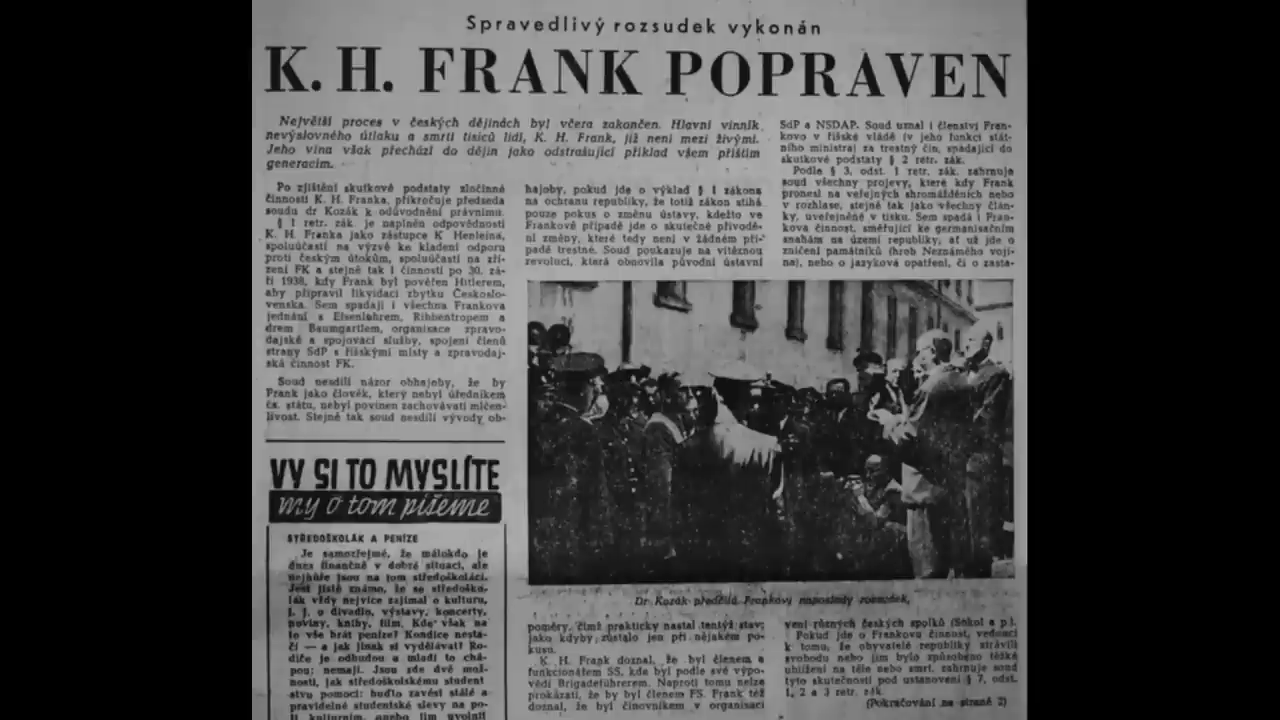 Spravedlivý rozsudek vykonán
K. H. FRANK POPRAVEN
Největší proces v českých dějinách byl včera zakončen. Hlavní vinník
nevýslovného útlaku a smrti tisíců lidí, K. H. Frank, již není mezi živými.
Jeho vina však přechází do dějin jako odstrašující příklad všem příštím
generacím.
Po zjištění skutkové podstaty zločinné
činnosti K. H. Franka, přikročuje předseda
soudu dr Kozák k odůvodnění právnímu.
§ 1 retr. zák. je naplněn odpovědností
K. H. Franka jako zástupce K Henleina,
spoluúčastí na výzvě ke kladení odporu
proti českým útokům, spoluúčastí na zří-
zení FK a stejně tak i činností po 30. zá-
ří 1938, kdy Frank byl pověřen Hitlerem,
aby připravil likvidaci zbytku Českoslo-
venska. Sem spadají i všechna Frankova
jednání s Eisenlohrem, Ribbentropem a
drem Baumgartlem, organisace zpravo-
dajské a spojovací služby, spojení členů
strany SdP s říšskými místy a zpravodaj-
ská činnost FK.
Soud nesdílí názor obhajoby, že by
Frank jako člověk, který nebyl úředníkem
čs. státu, nebyl povinen zachovávati mlčen-
livost. Stejně tak soud nesdílí vývody ob-
hajoby, pokud jde o výklad § 1 zákona
na ochranu republiky, že totiž zákon stíhá
pouze pokus o změnu ústavy, kdežto ve
Frankově případě jde o skutečné přivodě-
ní změny, které tedy není v žádném pří-
padě trestné. Soud poukazuje na vítěznou
revoluci, která obnovila původní ústavní
SdP a NSDAP. Soud uznal i členství Fran-
kovo v říšské vládě (v jeho funkci stát-
ního ministra) za trestný čin, spadající do
skutkové podstaty § 2 retr. zák.
Podle § 3, odst. 1 retr. zák. zahrnuje
soud všechny projevy, které kdy Frank
pronesl na veřejných shromážděních nebo
v rozhlase, stejně tak jako všechny člán-
ky, uveřejněné v tisku. Sem spadá i Fran-
kova činnost, směřující ke germanisačním
snahám na území republiky, ať už jde o
zničení památníků (hrob Neznámého vojí-
na), nebo o jazyková opatření, či o zasta-
Dr Kozák předčítá Frankovi naposledy rozsudek,
poměry, čímž prakticky nastal tentýž stav,
jako kdyby zůstalo jen při nějakém po-
kusu.
K. H. Frank doznal, že byl členem a
funkcionářem SS, kde byl podle své výpo-
vědi Brigadeführerem. Naproti tomu nelze
prokázati, že by byl členem FS. Frank též
doznal, že byl činovníkem v organisaci
vení různých českých spolků (Sokol a p.).
Pokud jde o Frankovu činnost, vedoucí
k tomu, že obyvatelé republiky strávili
svobodu nebo jim bylo způsobeno těžké
ublížení na těle nebo smrt, zahrnuje soud
tyto skutečnosti pod ustanovení § 7, odst.
1, 2 a 3 retr. zák.
(Pokračování na straně 2)
VY SI TO MYSLÍTE
my o tom píšeme
STŘEDOŠKOLÁK A PENÍZE
Je samozřejmé, že málokdo je
dnes finančně v dobré situaci, ale
nejhůře jsou na tom středoškoláci.
Jest jistě známo, že se středoško-
lák vždy nejvíce zajímal o kulturu,
t. j. o divadlo, výstavy, koncerty,
noviny, knihy, film. Kde však na
to vše brát peníze? Kondice nesta-
čí — a jak jinak si vydělávat? Ro-
diče je odbudou a mladí to chá-
pou: nemají. Jsou zde dvě mož-
nosti, jak středoškolskému student
stvu pomoci: buďto zavést stálé a
pravidelné studentské slevy na po-
li kulturním, anebo jim uvolnit